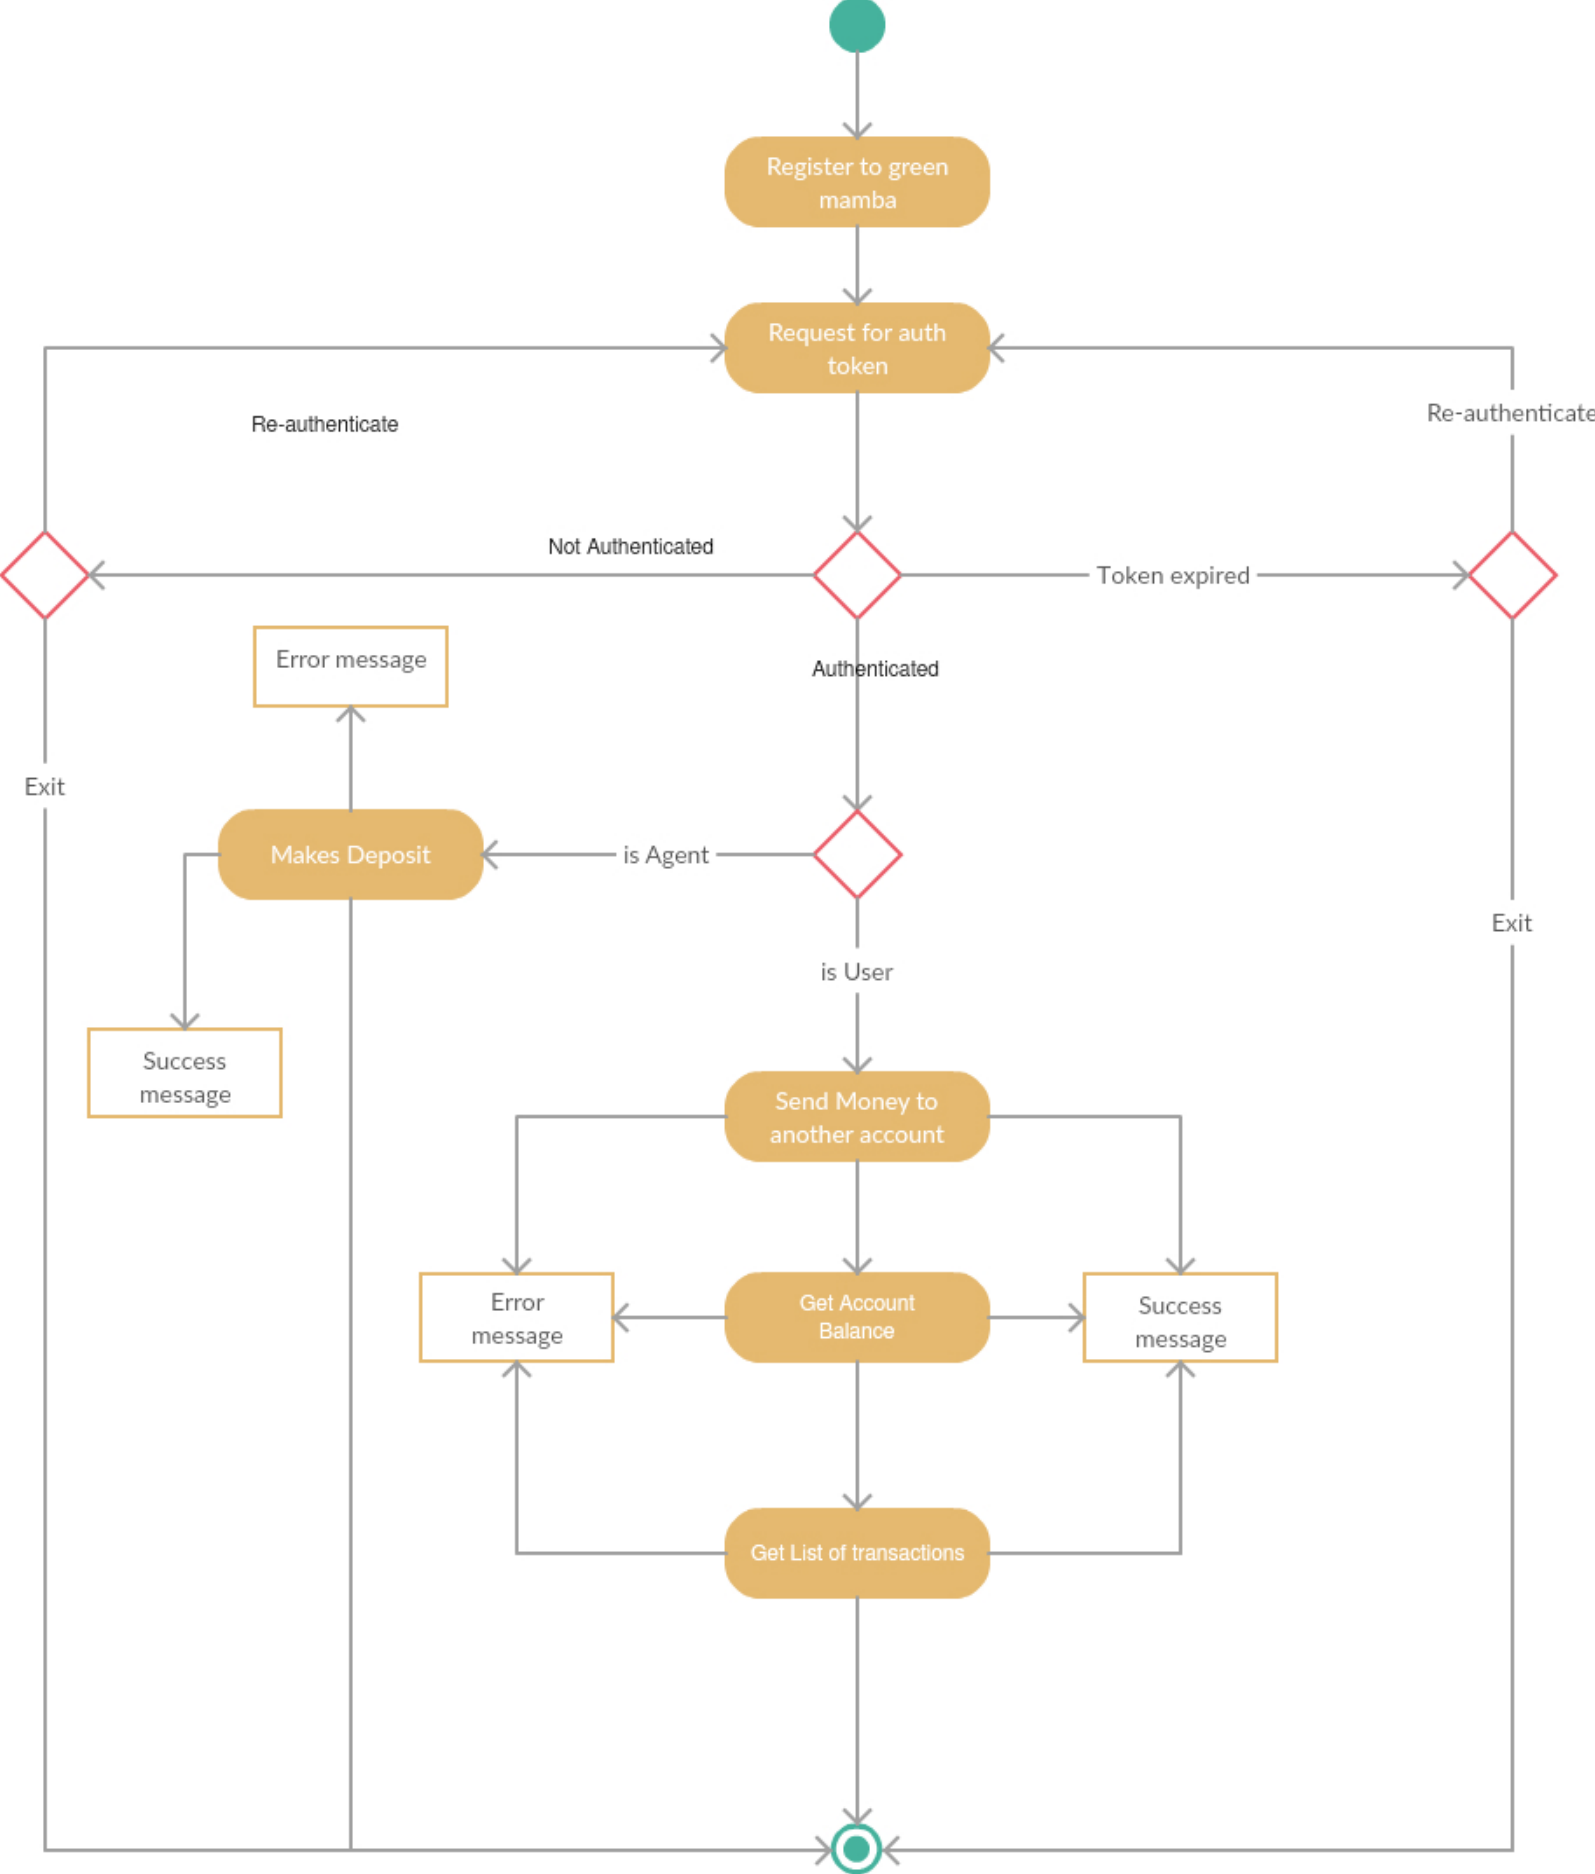 Register to green
mamba
Request for auth
token
Re-authenticate
Re-authenticate
Not Authenticated
Token expired
Error message
Authenticated
Exit
Makes Deposit
is Agent
Exit
is User
Success
message
Send Money to
another account
Error
message
Get Account
Balance
Success
message
Get List of transactions